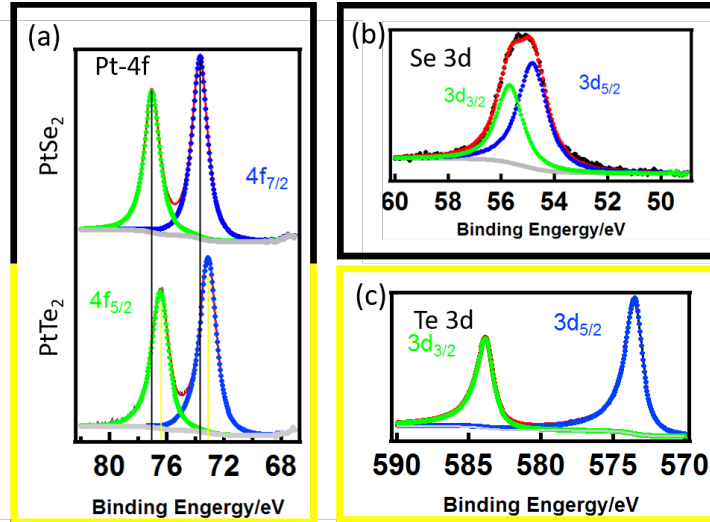 (a)
Pt-4f
PtSe₂
4f₇/₂
PtTe₂
4f₅/₂
80 76 72 68
Binding Engergy/eV
(b)
Se 3d
3d₃/₂
3d₅/₂
60 58 56 54 52 50
Binding Engergy/eV
(c)
Te 3d
3d₃/₂
3d₅/₂
590 585 580 575 570
Binding Engergy/eV